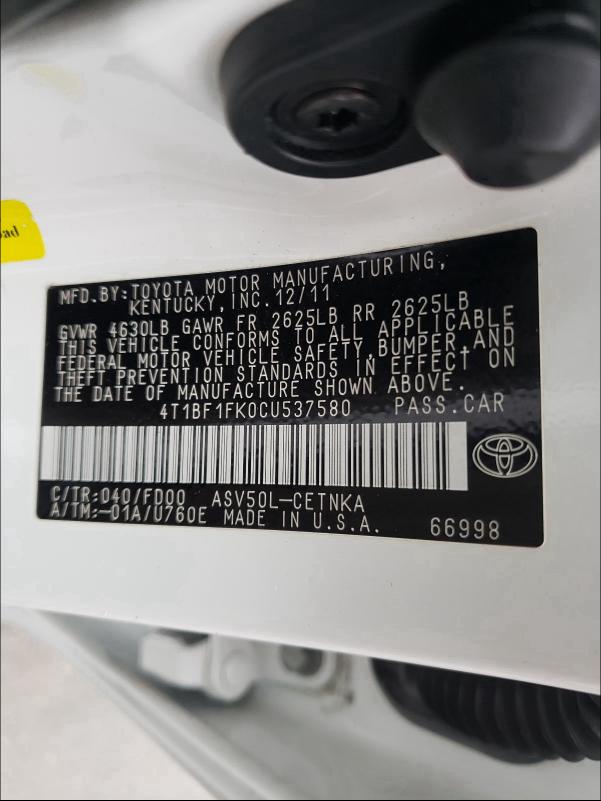 MFD.BY:TOYOTA MOTOR MANUFACTURING,
KENTUCKY,INC.12/11
GVWR 4630LB GAWR FR 2625LB RR 2625LB
THIS VEHICLE CONFORMS TO ALL APPLICABLE
FEDERAL MOTOR VEHICLE SAFETY,BUMPER,AND
THEFT PREVENTION STANDARDS IN EFFECT ON
THE DATE OF MANUFACTURE SHOWN ABOVE.
4T1BF1FK0CU537580 PASS.CAR
C/TR:040/FD00 ASV50L-CETNKA
A/TM:-01A/U760E MADE IN U.S.A.
66998